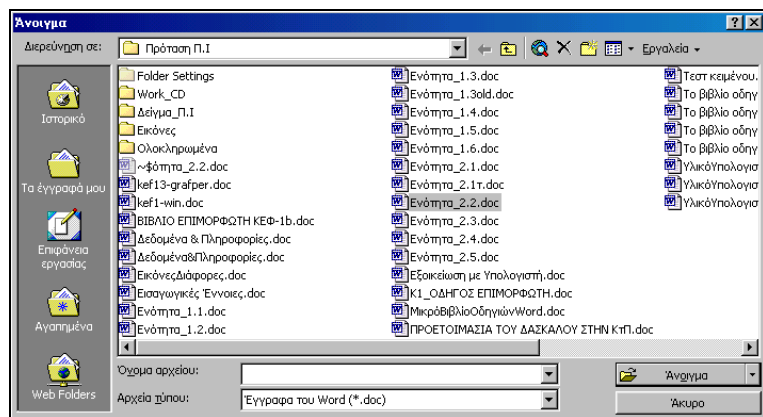 Άνοιγμα
Διερεύνηση σε: Πρόταση Π.Ι Εργαλεία
Ιστορικό
Τα έγγραφά μου
Επιφάνεια
εργασίας
Αγαπημένα
Web Folders
Folder Settings
Work_CD
Δείγμα_Π.Ι
Εικόνες
Ολοκληρωμένα
~$ότητα_2.2.doc
kef13-grafper.doc
kef1-win.doc
ΒΙΒΛΙΟ ΕΠΙΜΟΡΦΩΤΗ ΚΕΦ-1b.doc
Δεδομένα & Πληροφορίες.doc
Δεδομένα&Πληροφορίες.doc
ΕικόνεςΔιάφορες.doc
Εισαγωγικές Έννοιες.doc
Ενότητα_1.1.doc
Ενότητα_1.2.doc
Ενότητα_1.3.doc
Ενότητα_1.3old.doc
Ενότητα_1.4.doc
Ενότητα_1.5.doc
Ενότητα_1.6.doc
Ενότητα_2.1.doc
Ενότητα_2.1τ.doc
Ενότητα_2.2.doc
Ενότητα_2.3.doc
Ενότητα_2.4.doc
Ενότητα_2.5.doc
Εξοικείωση με Υπολογιστή.doc
Κ1_ΟΔΗΓΟΣ ΕΠΙΜΟΡΦΩΤΗ.doc
ΜικρόΒιβλίοΟδηγιώνWord.doc
ΠΡΟΕΤΟΙΜΑΣΙΑ ΤΟΥ ΔΑΣΚΑΛΟΥ ΣΤΗΝ ΚτΠ.doc
Τεστ κειμένου.
Το βιβλίο οδηγ
Το βιβλίο οδηγ
Το βιβλίο οδηγ
Το βιβλίο οδηγ
ΥλικόΥπολογισ
ΥλικόΥπολογισ
ΥλικόΥπολογισ
Όνομα αρχείου:
Άνοιγμα
Αρχεία τύπου: Έγγραφα του Word (*.doc)
Άκυρο